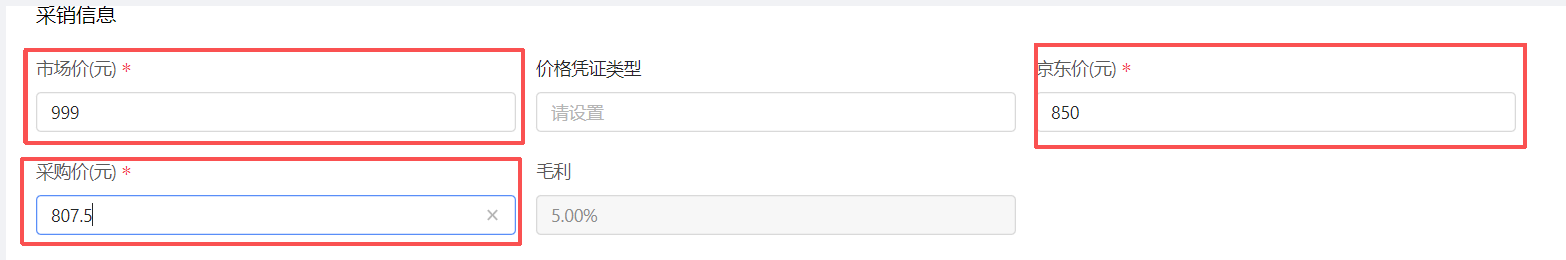 采销信息
市场价(元) *
价格凭证类型
京东价(元) *
999
请设置
850
采购价(元) *
毛利
807.5
5.00%